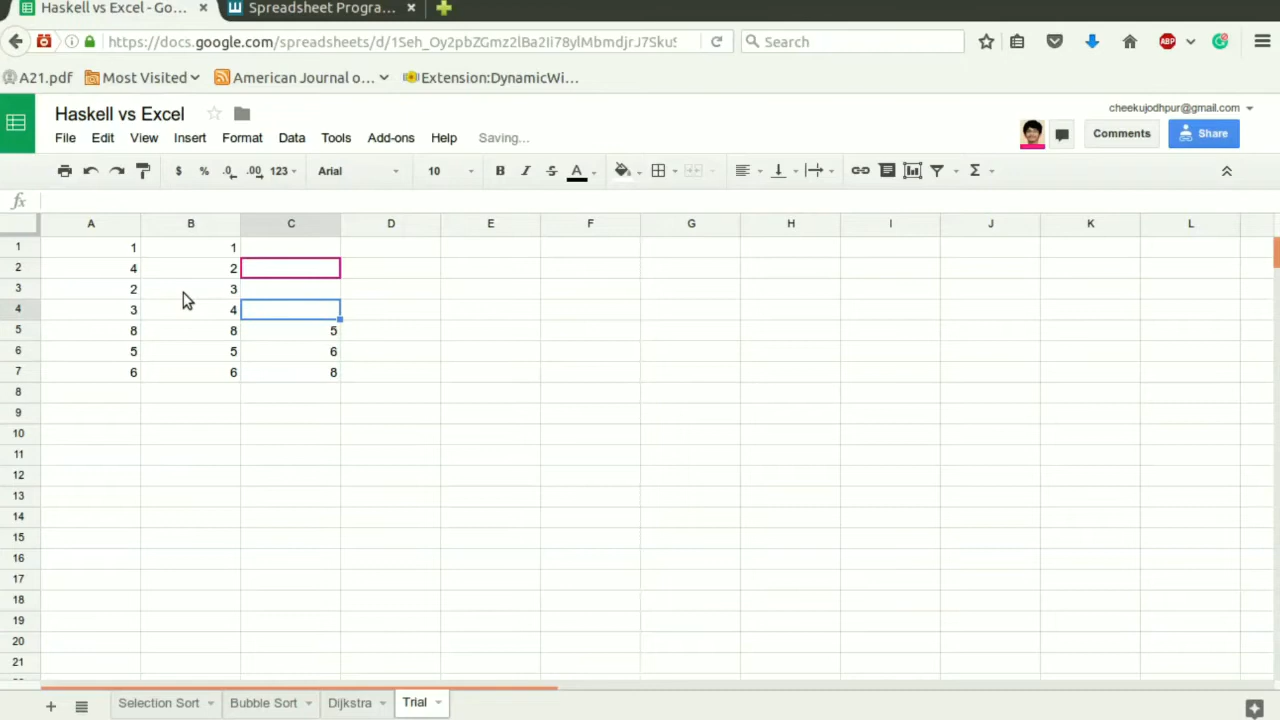 Haskell vs Excel - Go... × Spreadsheet Progra... ×
https://docs.google.com/spreadsheets/d/1Seh_Oy2pbZGmz2lBa2Ii78ylMbmdjrJ7Sku Search ABP
A21.pdf Most Visited American Journal o... Extension:DynamicWi...
Haskell vs Excel cheekujodhpur@gmail.com
File Edit View Insert Format Data Tools Add-ons Help Saving... Comments Share
$ % .0 .00 123 Arial 10 B I S A Σ
fx
A B C D E F G H I J K L
1 1 1
2 4 2
3 2 3
4 3 4
5 8 8 5
6 5 5 6
7 6 6 8
8
9
10
11
12
13
14
15
16
17
18
19
20
21
+ Selection Sort Bubble Sort Dijkstra Trial